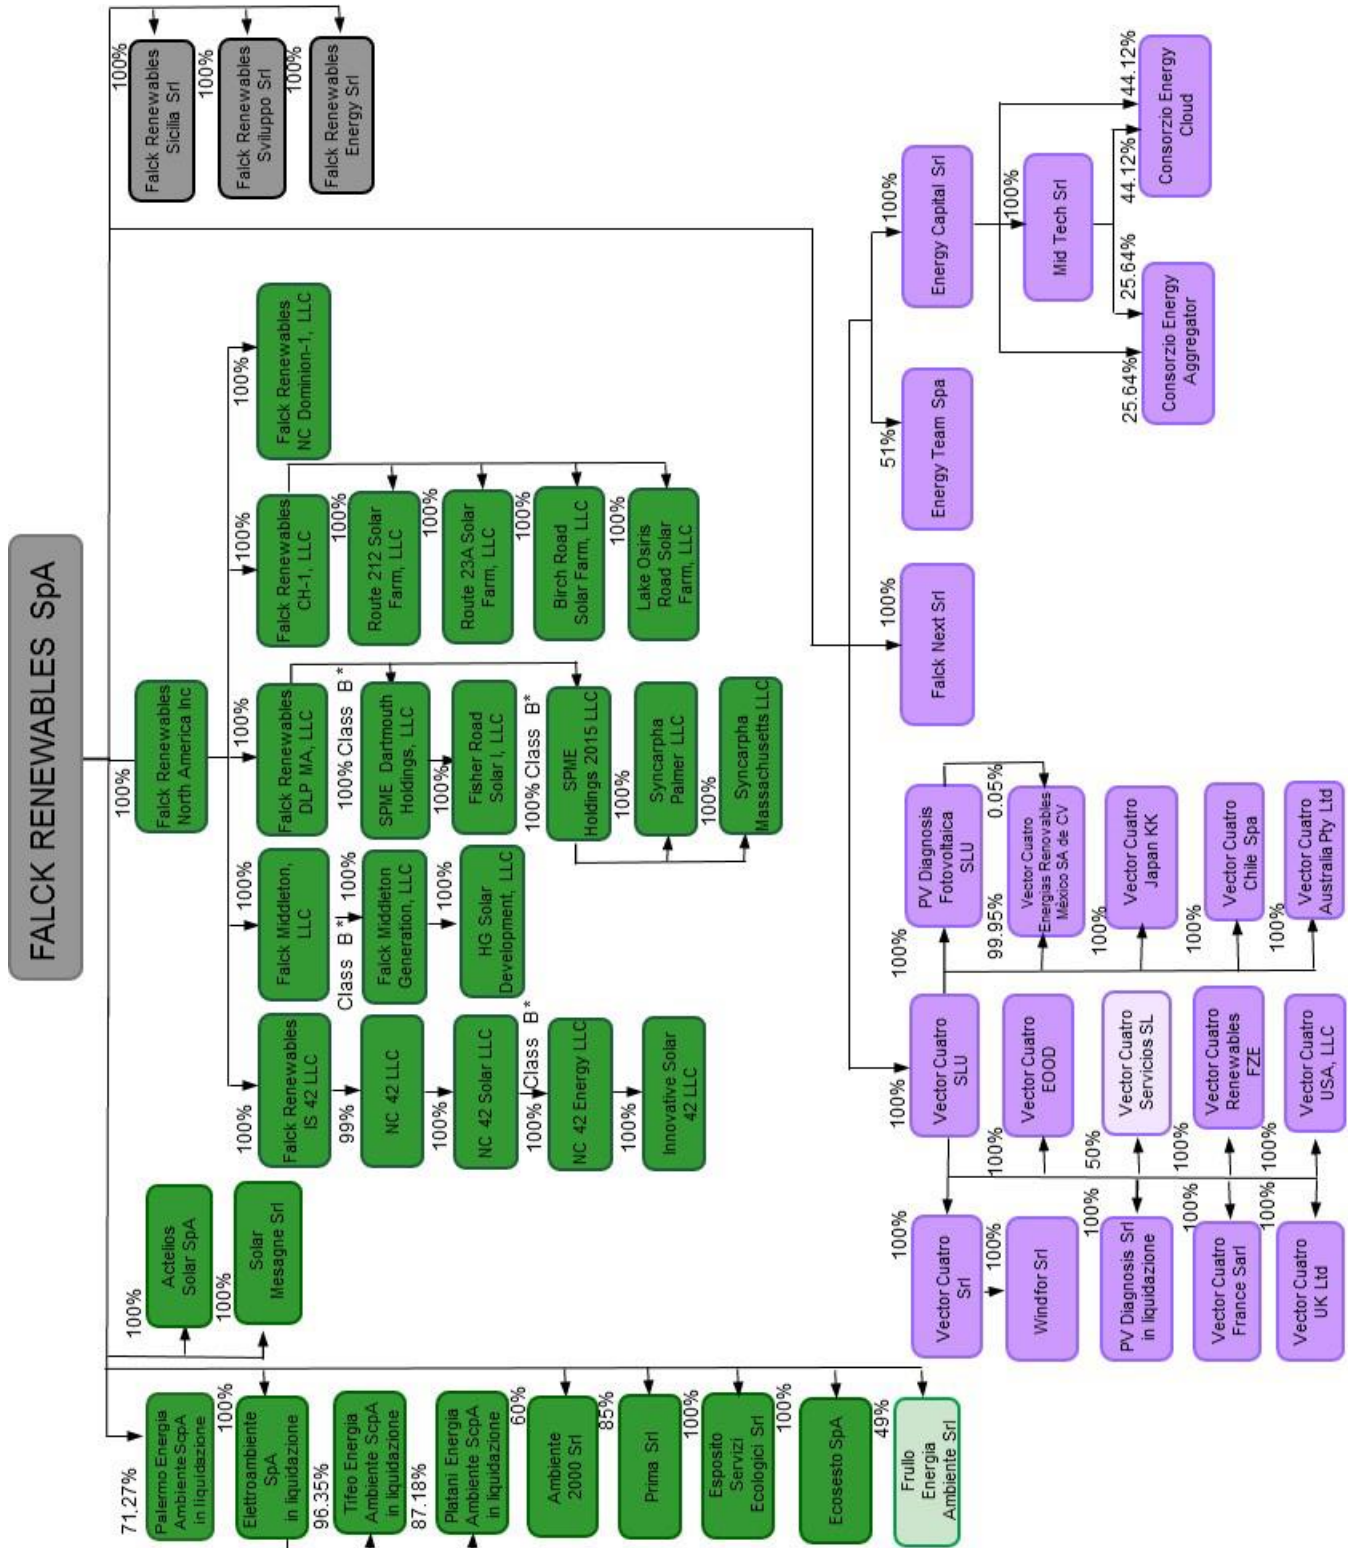 FALCK RENEWABLES SpA
71.27%
Palermo Energia
Ambiente ScpA
in liquidazione
100%
Elettroambiente
SpA
in liquidazione
96.35%
Tifeo Energia
Ambiente ScpA
in liquidazione
87.18%
Platani Energia
Ambiente ScpA
in liquidazione
60%
Ambiente
2000 Srl
85%
Prima Srl
100%
Esposito
Servizi
Ecologici Srl
100%
Ecosesto SpA
49%
Frullo
Energia
Ambiente Srl
100%
Actelios
Solar SpA
100%
Solar
Mesagne Srl
100%
Falck Renewables
North America Inc
100%
Falck Renewables
IS 42 LLC
99%
NC 42 LLC
100%
NC 42 Solar LLC
100% Class B*
NC 42 Energy LLC
100%
Innovative Solar
42 LLC
100%
Falck Middleton,
LLC
Class B* 100%
Falck Middleton
Generation, LLC
100%
HG Solar
Development, LLC
100%
Falck Renewables
DLP MA, LLC
100% Class B*
SPME Dartmouth
Holdings, LLC
100%
Fisher Road
Solar I, LLC
100% Class B*
SPME
Holdings 2015 LLC
100%
Syncarpha
Palmer LLC
100%
Syncarpha
Massachusetts LLC
100%
Falck Renewables
CH-1, LLC
100%
Route 212 Solar
Farm, LLC
100%
Route 23A Solar
Farm, LLC
100%
Birch Road
Solar Farm, LLC
100%
Lake Osiris
Road Solar
Farm, LLC
100%
Falck Renewables
NC Dominion-1, LLC
100%
Falck Renewables
Sicilia Srl
100%
Falck Renewables
Sviluppo Srl
100%
Falck Renewables
Energy Srl
100%
Vector Cuatro
SLU
100%
Vector Cuatro
Srl
100%
Windfor Srl
100%
PV Diagnosis Srl
in liquidazione
100%
Vector Cuatro
France Sarl
100%
Vector Cuatro
UK Ltd
100%
Vector Cuatro
EOOD
50%
Vector Cuatro
Servicios SL
100%
Vector Cuatro
Renewables
FZE
100%
Vector Cuatro
USA, LLC
100%
PV Diagnosis
Fotovoltaica
SLU
99.95%
0.05%
Vector Cuatro
Energias Renovables
México SA de CV
100%
Vector Cuatro
Japan KK
100%
Vector Cuatro
Chile Spa
100%
Vector Cuatro
Australia Pty Ltd
100%
Falck Next Srl
51%
Energy Team Spa
100%
Energy Capital Srl
100%
Mid Tech Srl
25.64%
25.64%
Consorzio Energy
Aggregator
44.12%
44.12%
Consorzio Energy
Cloud